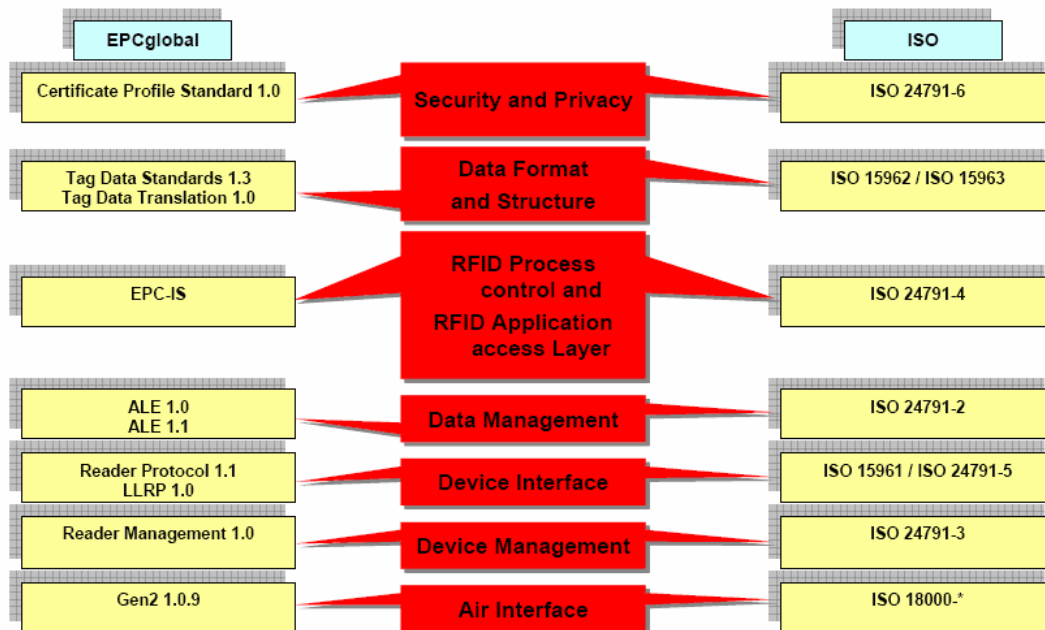 EPCglobal
ISO
Certificate Profile Standard 1.0
Security and Privacy
ISO 24791-6
Tag Data Standards 1.3
Tag Data Translation 1.0
Data Format
and Structure
ISO 15962 / ISO 15963
EPC-IS
RFID Process
control and
RFID Application
access Layer
ISO 24791-4
ALE 1.0
ALE 1.1
Data Management
ISO 24791-2
Reader Protocol 1.1
LLRP 1.0
Device Interface
ISO 15961 / ISO 24791-5
Reader Management 1.0
Device Management
ISO 24791-3
Gen2 1.0.9
Air Interface
ISO 18000-*